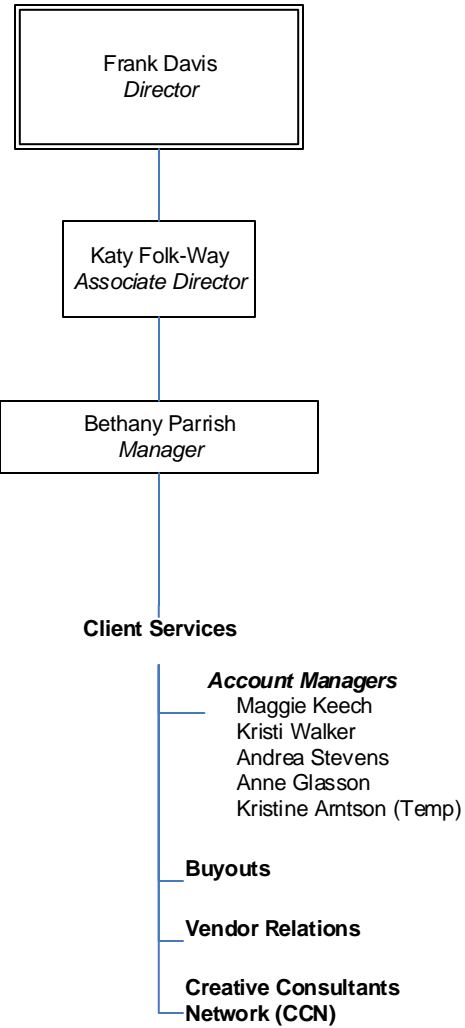 Frank Davis
Director
Katy Folk-Way
Associate Director
Bethany Parrish
Manager
Client Services
Account Managers
Maggie Keech
Kristi Walker
Andrea Stevens
Anne Glasson
Kristine Arntson (Temp)
Buyouts
Vendor Relations
Creative Consultants
Network (CCN)